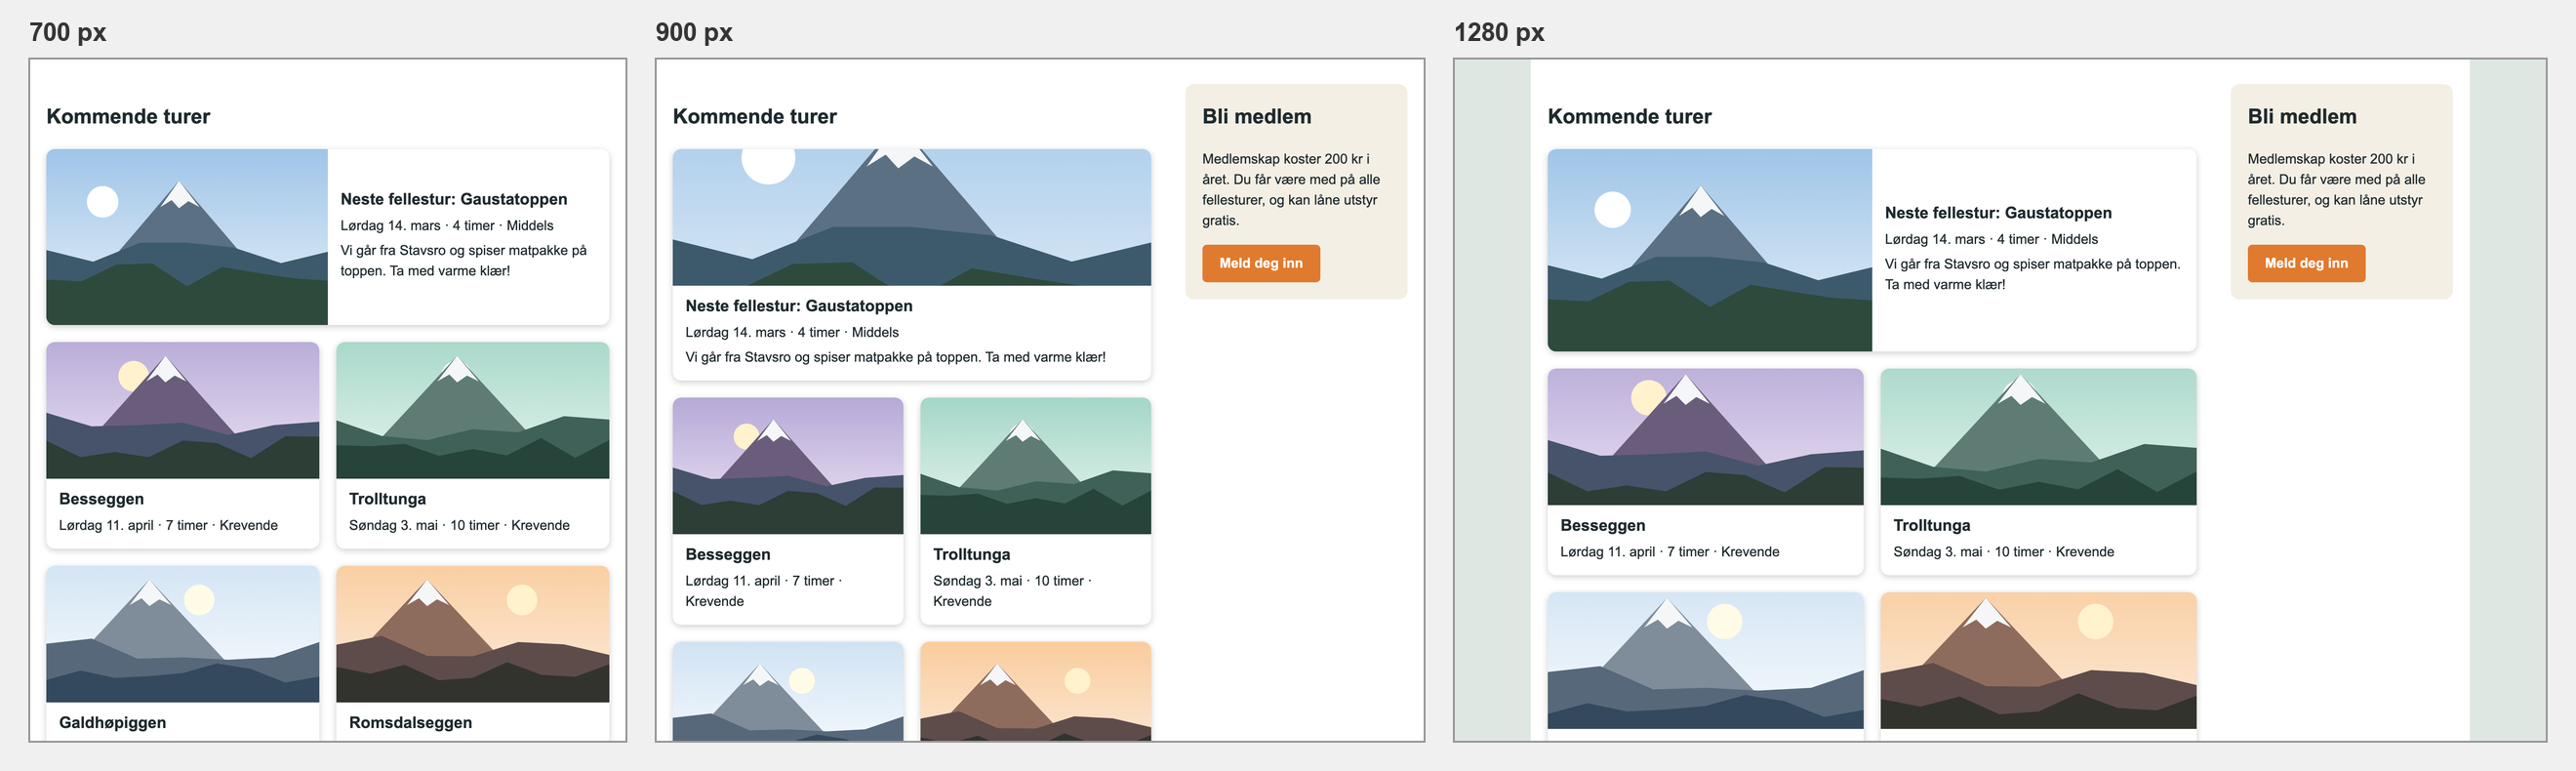 700 px
Kommende turer
Neste fellestur: Gaustatoppen
Lørdag 14. mars · 4 timer · Middels
Vi går fra Stavsro og spiser matpakke på
toppen. Ta med varme klær!
Besseggen
Lørdag 11. april · 7 timer · Krevende
Trolltunga
Søndag 3. mai · 10 timer · Krevende
Galdhøpiggen
Romsdalseggen
900 px
Kommende turer
Neste fellestur: Gaustatoppen
Lørdag 14. mars · 4 timer · Middels
Vi går fra Stavsro og spiser matpakke på toppen. Ta med varme klær!
Besseggen
Lørdag 11. april · 7 timer ·
Krevende
Trolltunga
Søndag 3. mai · 10 timer ·
Krevende
Bli medlem
Medlemskap koster 200 kr i
året. Du får være med på alle
fellesturer, og kan låne utstyr
gratis.
Meld deg inn
1280 px
Kommende turer
Neste fellestur: Gaustatoppen
Lørdag 14. mars · 4 timer · Middels
Vi går fra Stavsro og spiser matpakke på toppen.
Ta med varme klær!
Besseggen
Lørdag 11. april · 7 timer · Krevende
Trolltunga
Søndag 3. mai · 10 timer · Krevende
Bli medlem
Medlemskap koster 200 kr i
året. Du får være med på alle
fellesturer, og kan låne utstyr
gratis.
Meld deg inn